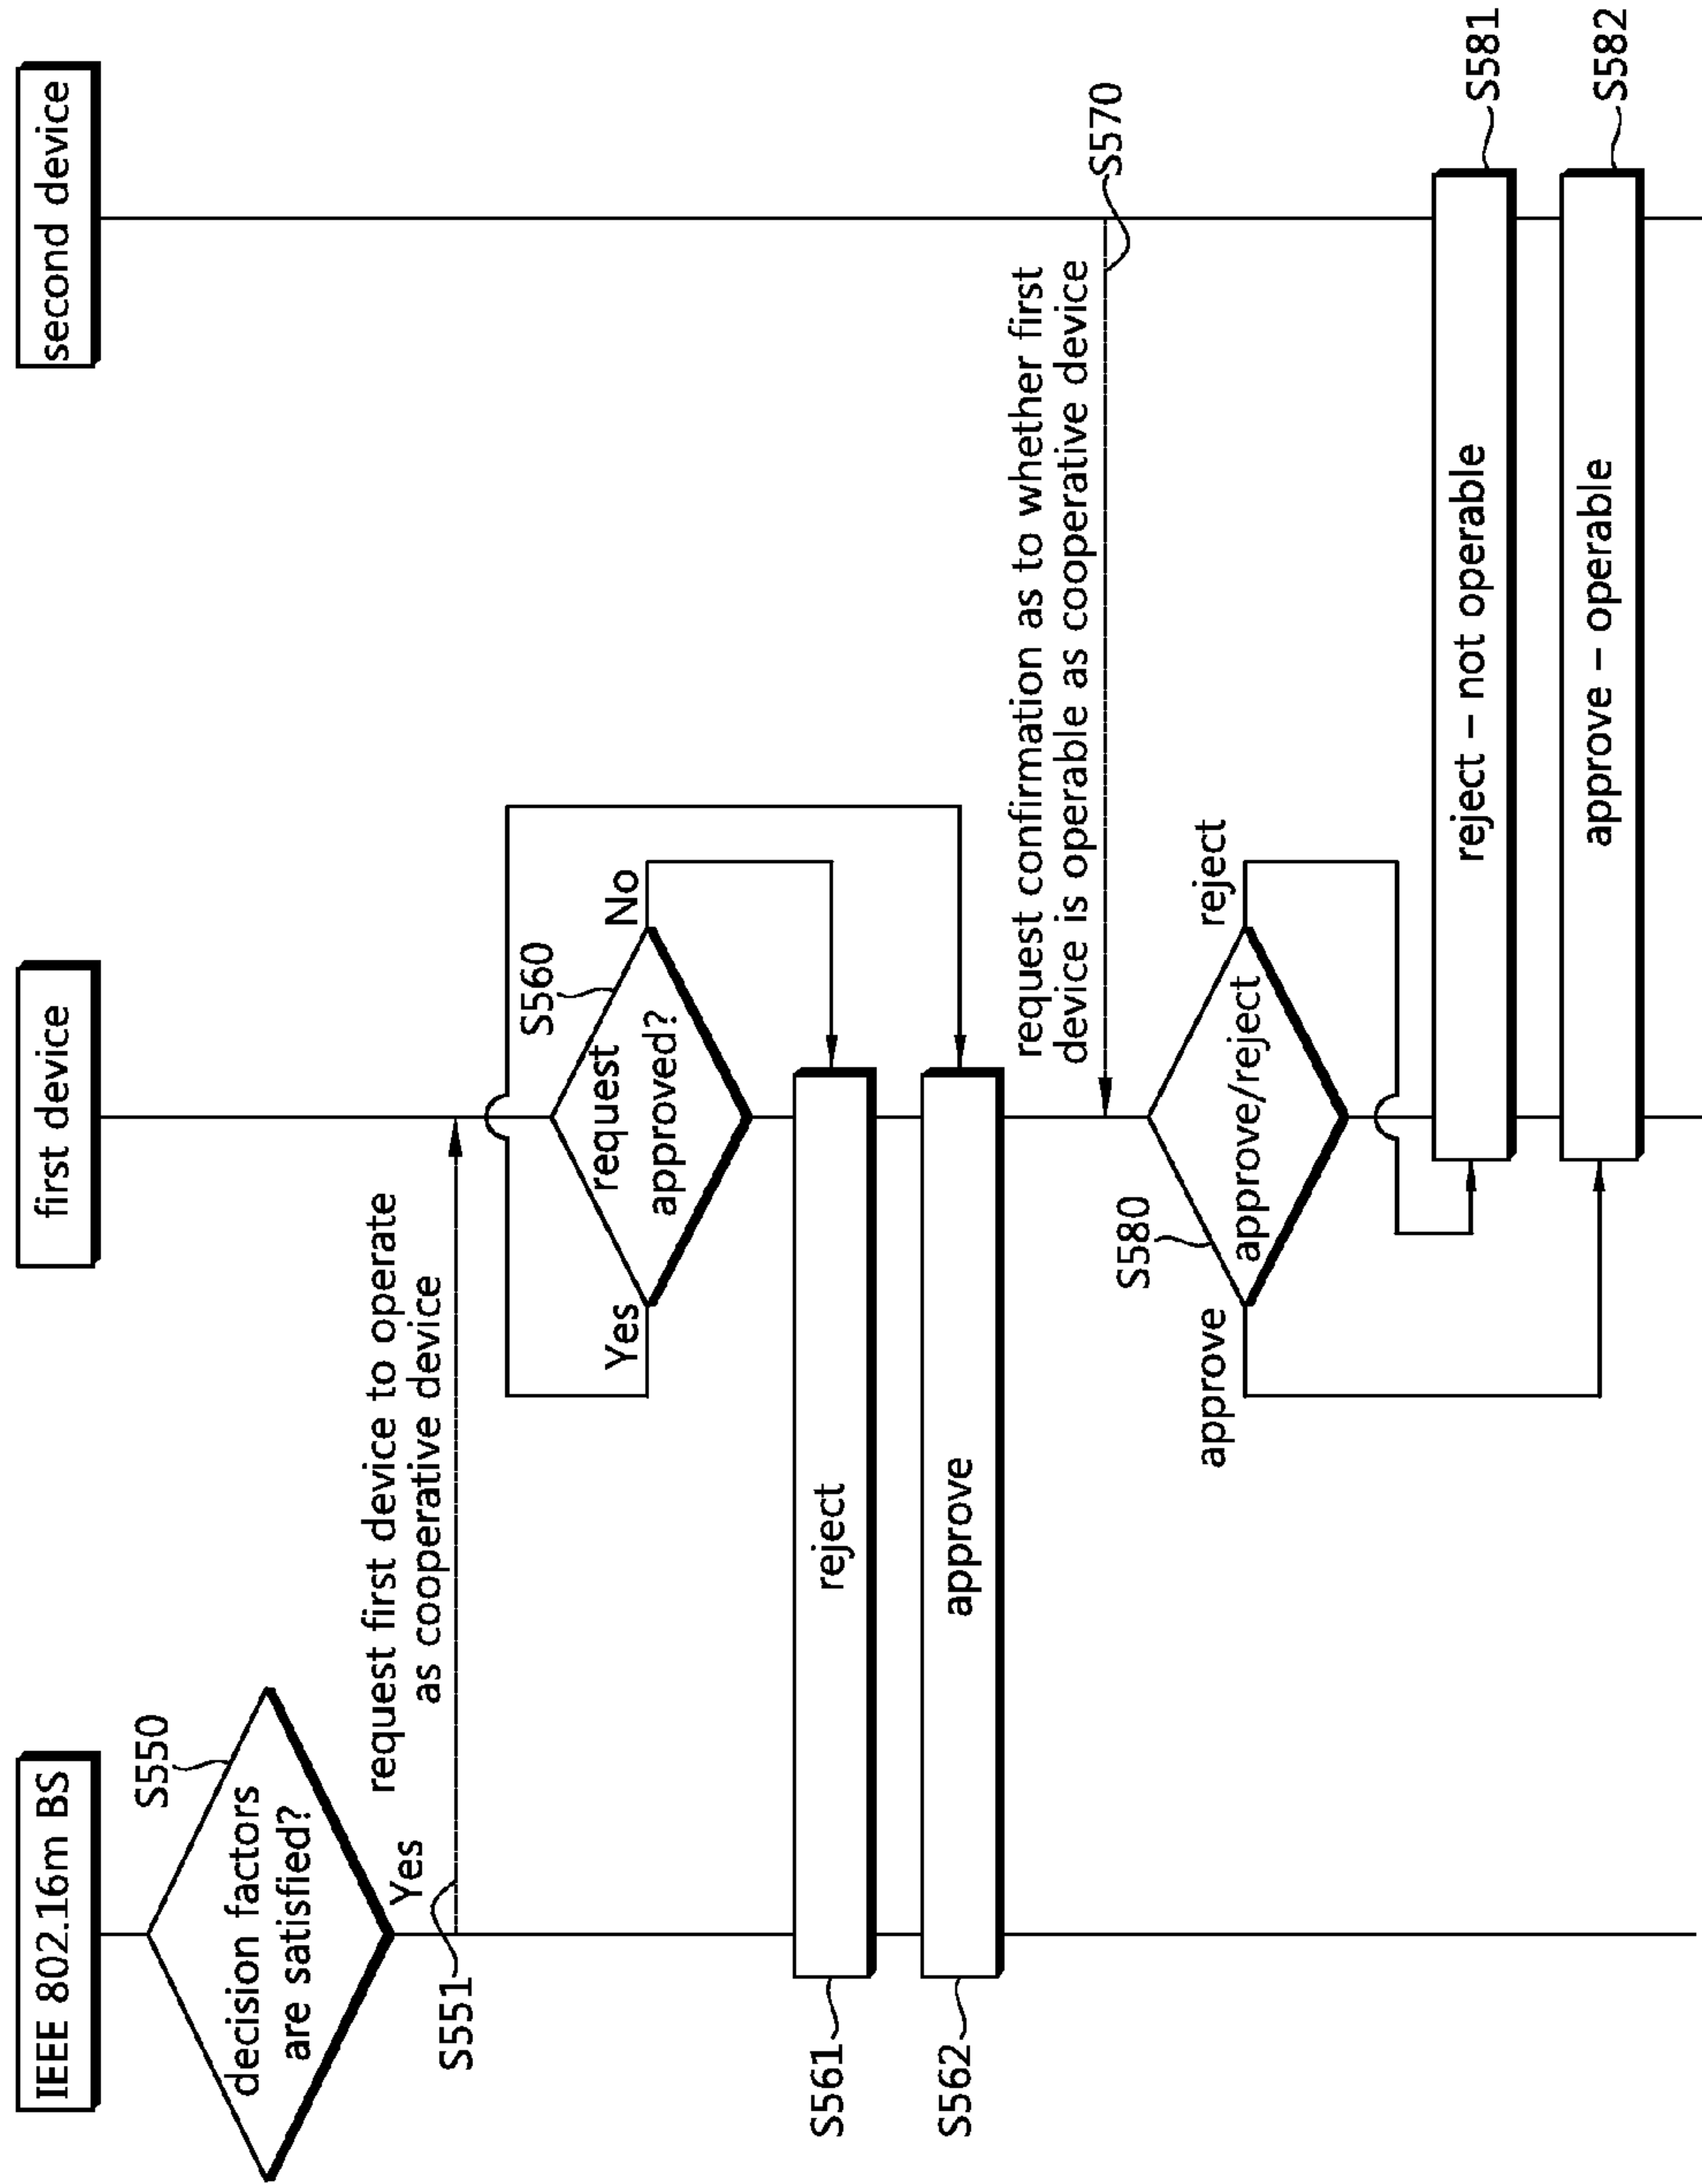 IEEE 802.16m BS
first device
second device
S550
decision factors
are satisfied?
Yes
request first device to operate
as cooperative device
S551
S560
request
approved?
Yes
No
reject
S561
approve
S562
request confirmation as to whether first
device is operable as cooperative device
S570
S580
approve/reject
approve
reject
reject – not operable
S581
approve – operable
S582